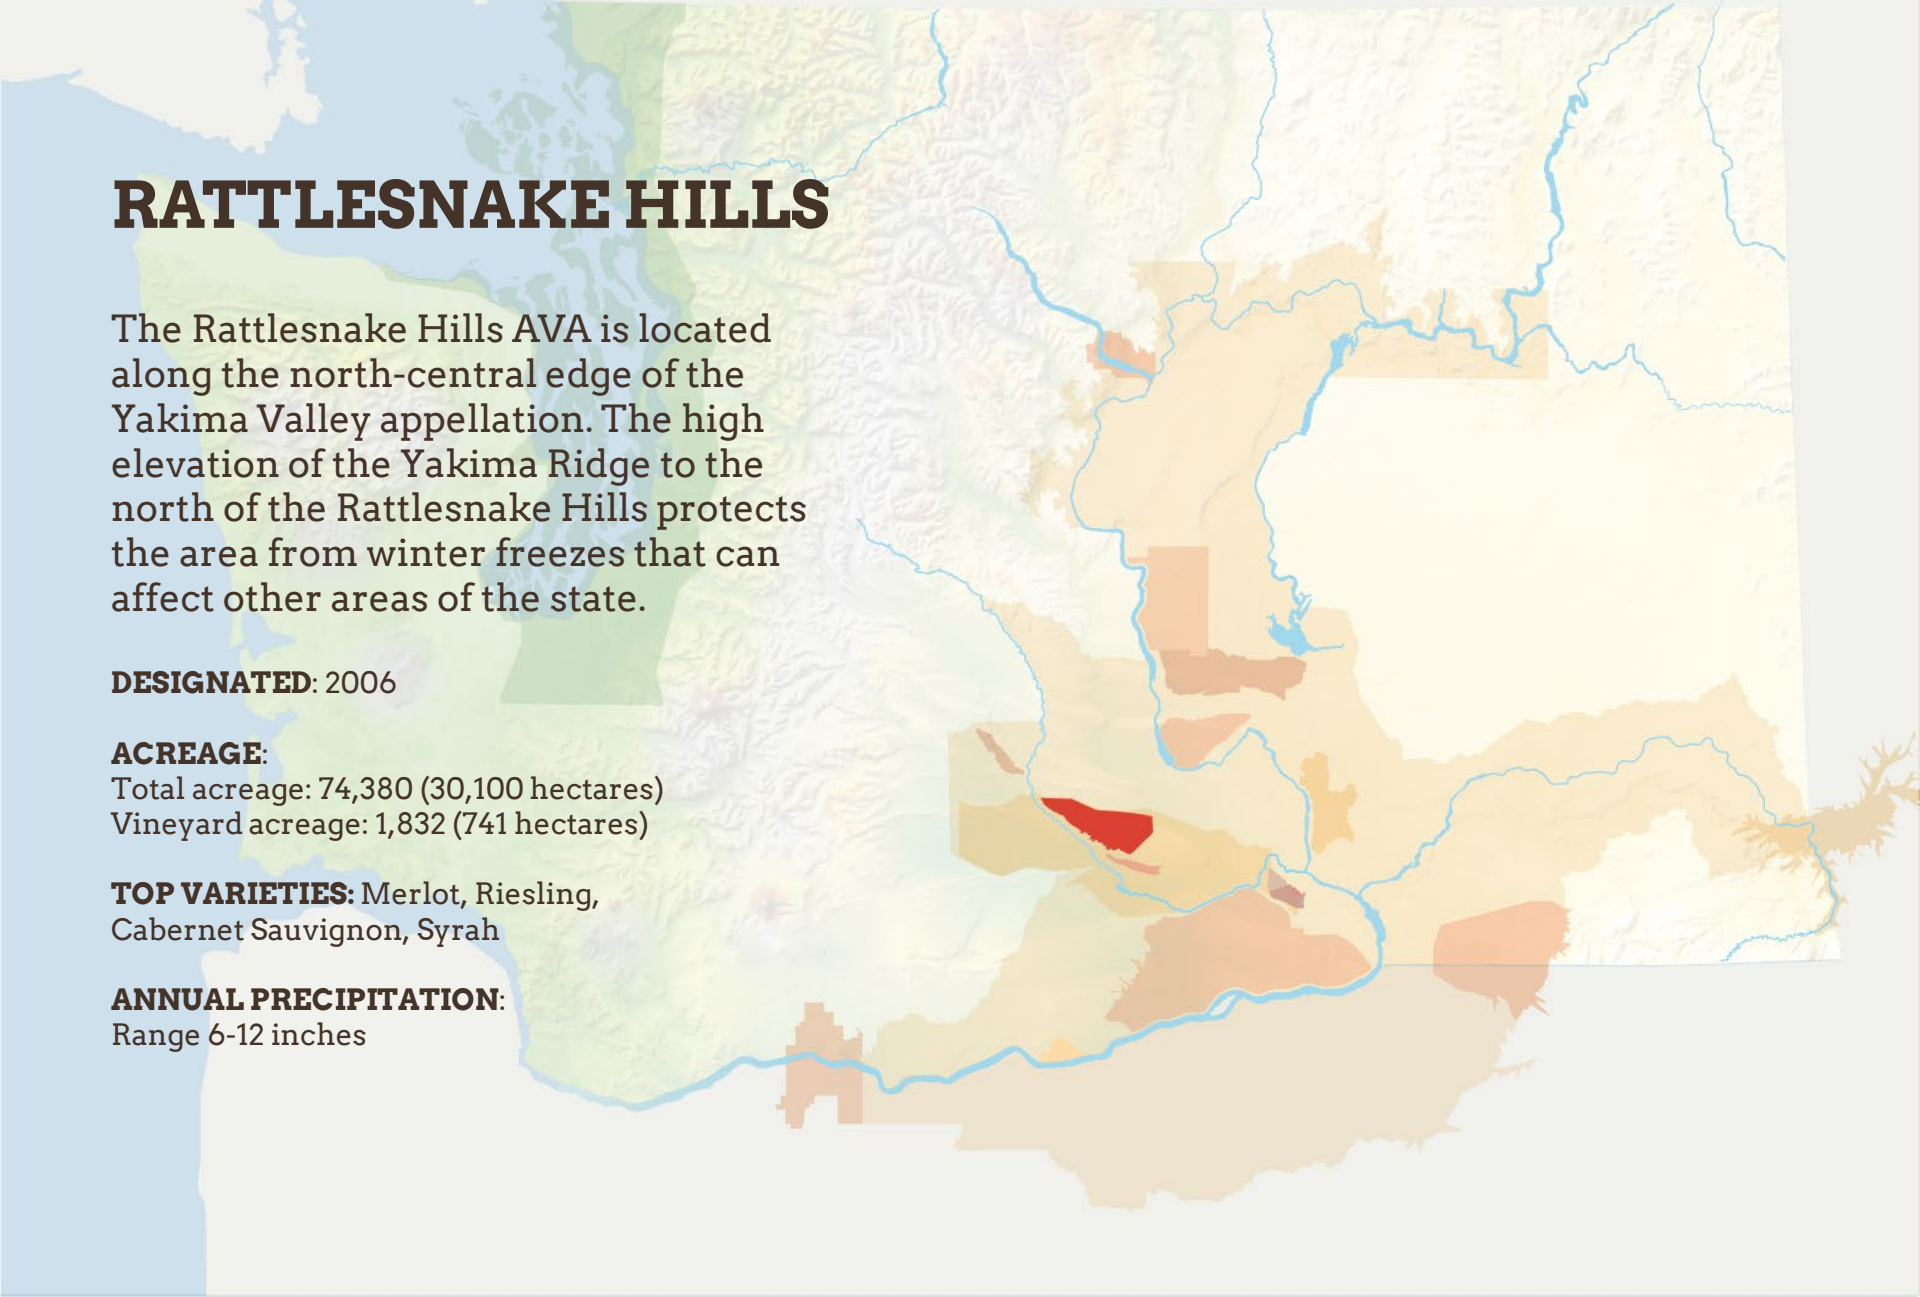 RATTLESNAKE HILLS
The Rattlesnake Hills AVA is located
along the north-central edge of the
Yakima Valley appellation. The high
elevation of the Yakima Ridge to the
north of the Rattlesnake Hills protects
the area from winter freezes that can
affect other areas of the state.
DESIGNATED: 2006
ACREAGE:
Total acreage: 74,380 (30,100 hectares)
Vineyard acreage: 1,832 (741 hectares)
TOP VARIETIES: Merlot, Riesling,
Cabernet Sauvignon, Syrah
ANNUAL PRECIPITATION:
Range 6-12 inches